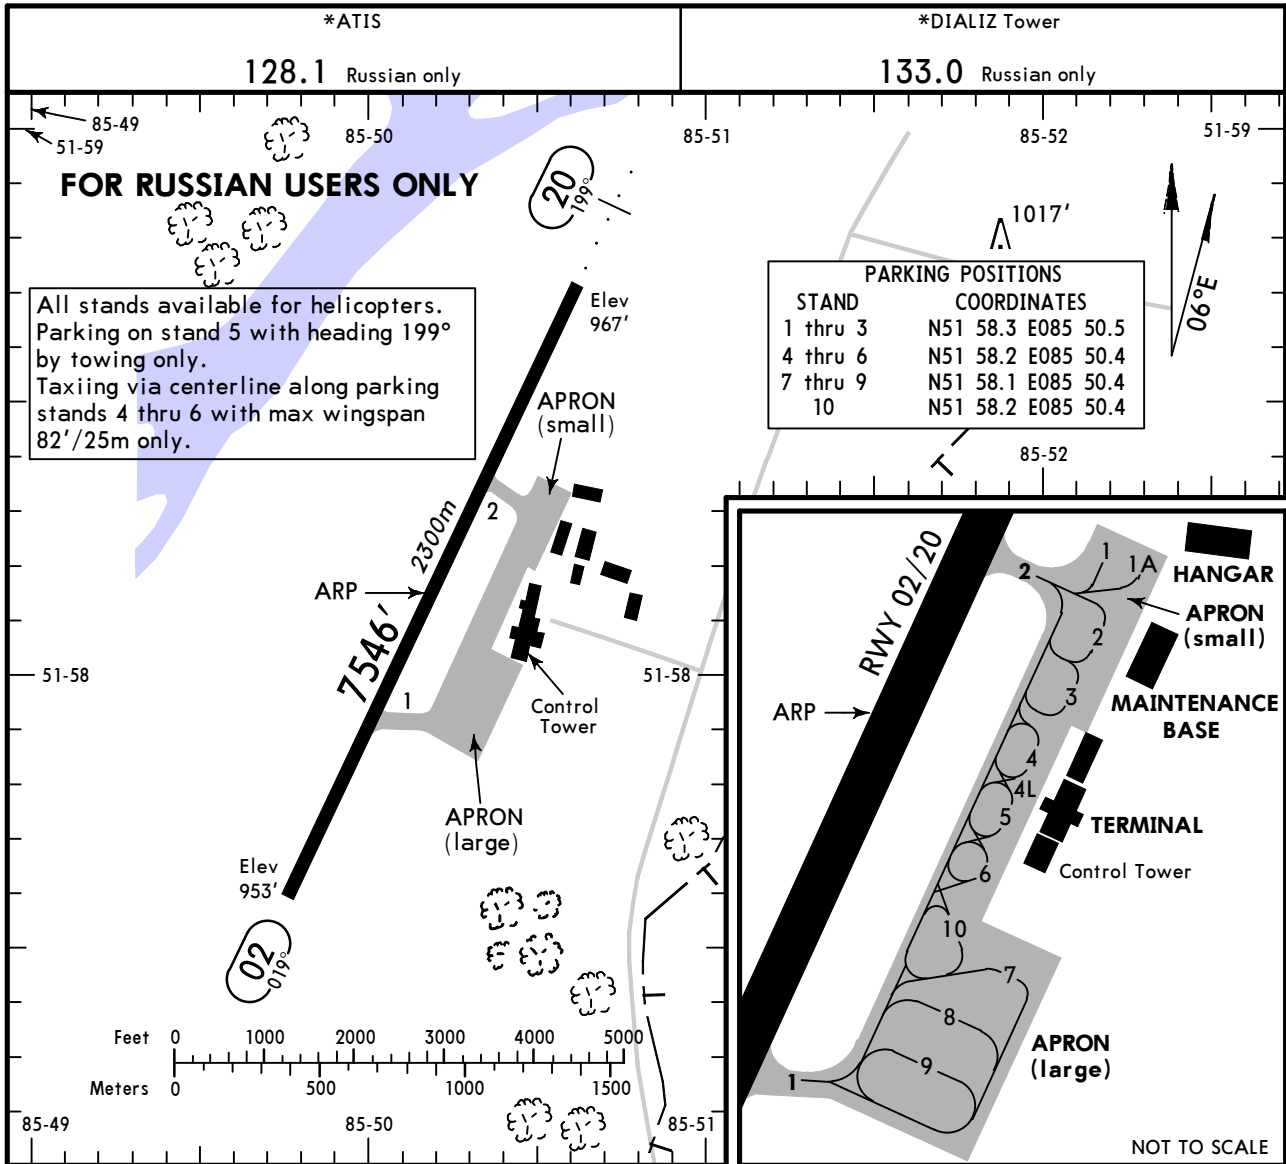 *ATIS
128.1 Russian only
*DIALIZ Tower
133.0 Russian only
85-49
51-59
85-50
85-51
85-52
51-59
FOR RUSSIAN USERS ONLY
20
199°
1017'
06°E
All stands available for helicopters.
Parking on stand 5 with heading 199°
by towing only.
Taxiing via centerline along parking
stands 4 thru 6 with max wingspan
82'/25m only.
Elev
967'
PARKING POSITIONS
STAND COORDINATES
1 thru 3 N51 58.3 E085 50.5
4 thru 6 N51 58.2 E085 50.4
7 thru 9 N51 58.1 E085 50.4
10 N51 58.2 E085 50.4
APRON
(small)
85-52
2
2300m
ARP
7546'
51-58
51-58
1
Control
Tower
APRON
(large)
Elev
953'
02
019°
Feet 0 1000 2000 3000 4000 5000
Meters 0 500 1000 1500
85-49
85-50
85-51
RWY 02/20
2
1
1A
HANGAR
APRON
(small)
2
3
MAINTENANCE
BASE
ARP
4
4L
5
TERMINAL
6
Control Tower
10
7
8
APRON
(large)
9
1
NOT TO SCALE